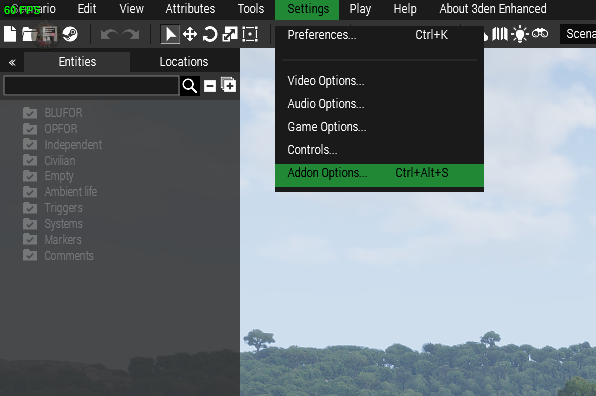 60 FPS
Scenario Edit View Attributes Tools Settings Play Help About 3den Enhanced
Scena
« Entities Locations
Preferences... Ctrl+K
Video Options...
Audio Options...
Game Options...
Controls...
Addon Options... Ctrl+Alt+S
BLUFOR
OPFOR
Independent
Civilian
Empty
Ambient life
Triggers
Systems
Markers
Comments